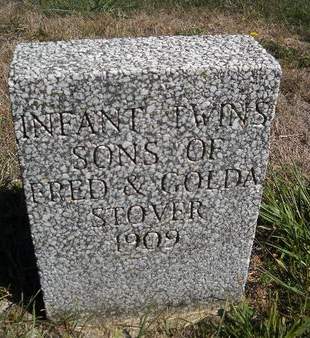 INFANT TWINS
SONS OF
FRED & GOLDA
STOVER
1909